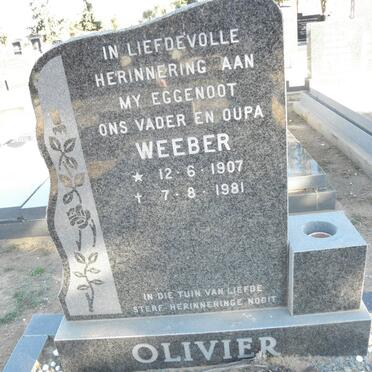 IN LIEFDEVOLLE
HERINNERING AAN
MY EGGENOOT
ONS VADER EN OUPA
WEEBER
★ 12-6-1907
✝ 7-8-1981
IN DIE TUIN VAN LIEFDE
STERF HERINNERINGE NOOIT
OLIVIER